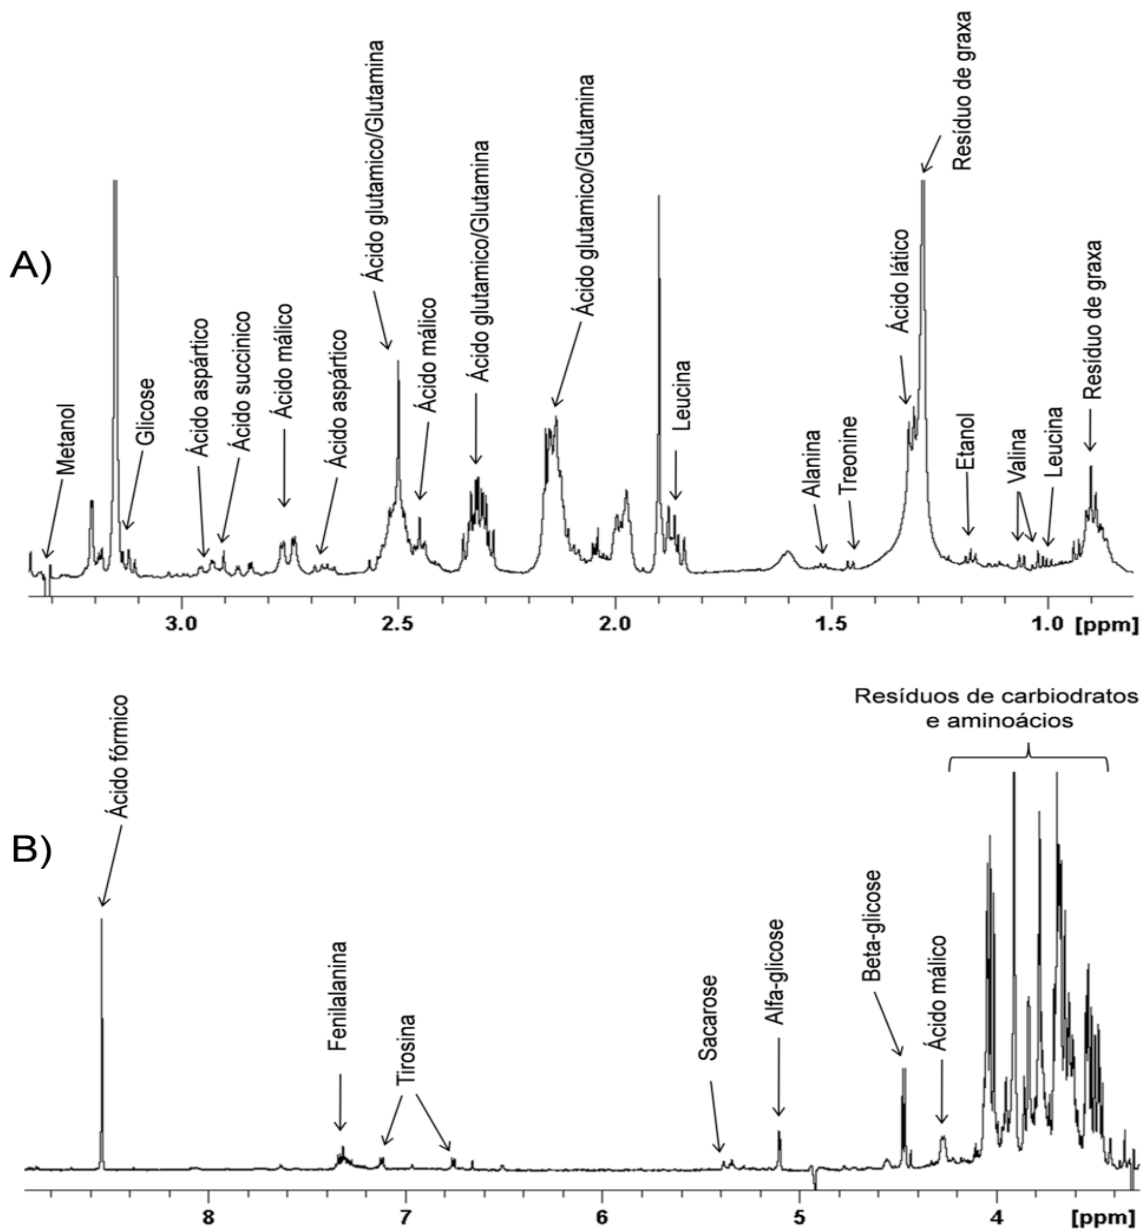 A)
Metanol
Glicose
Ácido aspártico
Ácido succinico
Ácido málico
Ácido aspártico
Ácido glutamico/Glutamina
Ácido málico
Ácido glutamico/Glutamina
Ácido glutamico/Glutamina
Leucina
Alanina
Treonine
Ácido lático
Resíduo de graxa
Etanol
Valina
Leucina
Resíduo de graxa
3.0 2.5 2.0 1.5 1.0 [ppm]
B)
Ácido fórmico
Fenilalanina
Tirosina
Sacarose
Alfa-glicose
Beta-glicose
Ácido málico
Resíduos de carbiodratos
e aminoácios
8 7 6 5 4 [ppm]